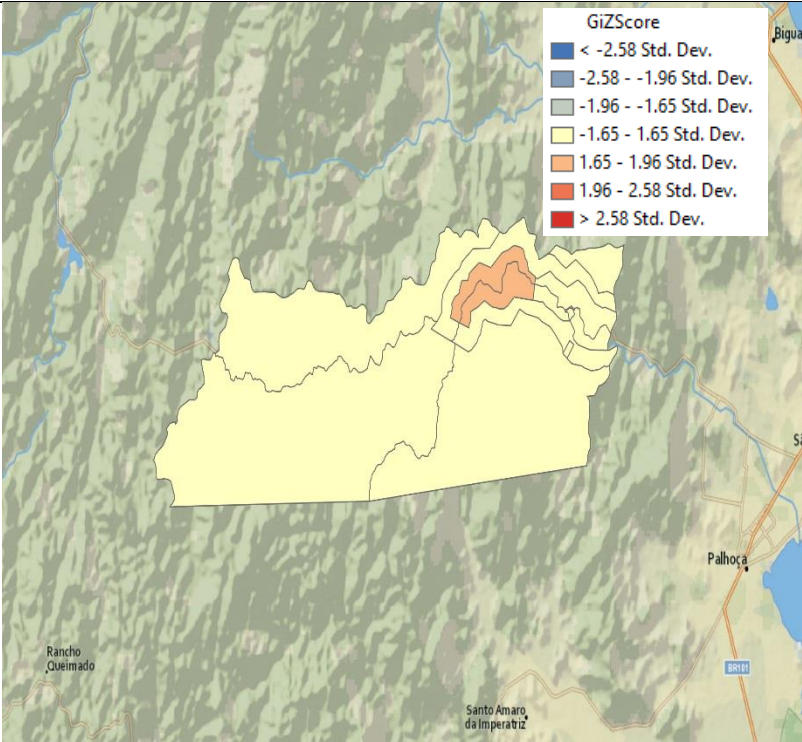 GiZScore
< -2.58 Std. Dev.
-2.58 - -1.96 Std. Dev.
-1.96 - -1.65 Std. Dev.
-1.65 - 1.65 Std. Dev.
1.65 - 1.96 Std. Dev.
1.96 - 2.58 Std. Dev.
> 2.58 Std. Dev.
Bigua
Sã
Palhoça
Rancho
Queimado
BR101
Santo Amaro
da Imperatriz